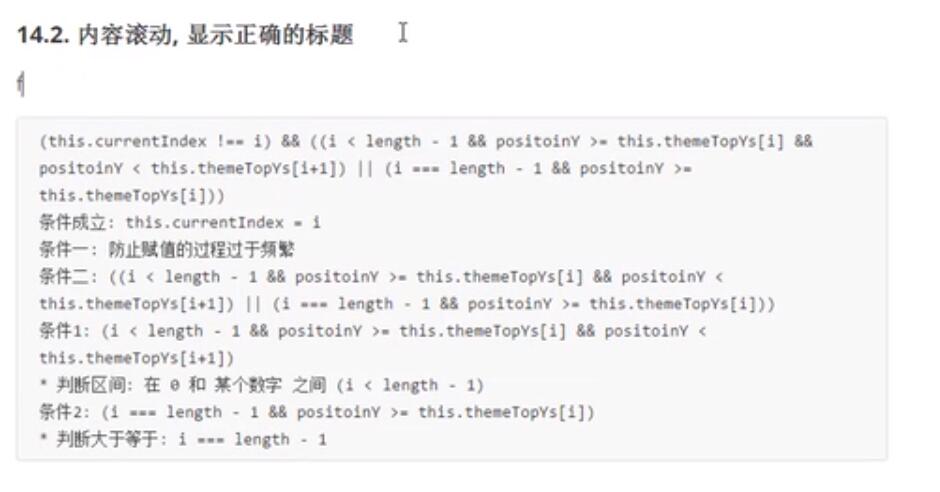 14.2. 内容滚动, 显示正确的标题
f
(this.currentIndex !== i) && ((i < length - 1 && positoinY >= this.themeTopYs[i] &&
positoinY < this.themeTopYs[i+1]) || (i === length - 1 && positoinY >=
this.themeTopYs[i]))
条件成立: this.currentIndex = i
条件一: 防止赋值的过程过于频繁
条件二: ((i < length - 1 && positoinY >= this.themeTopYs[i] && positoinY <
this.themeTopYs[i+1]) || (i === length - 1 && positoinY >= this.themeTopYs[i]))
条件1: (i < length - 1 && positoinY >= this.themeTopYs[i] && positoinY <
this.themeTopYs[i+1])
* 判断区间: 在 0 和 某个数字 之间 (i < length - 1)
条件2: (i === length - 1 && positoinY >= this.themeTopYs[i])
* 判断大于等于: i === length - 1